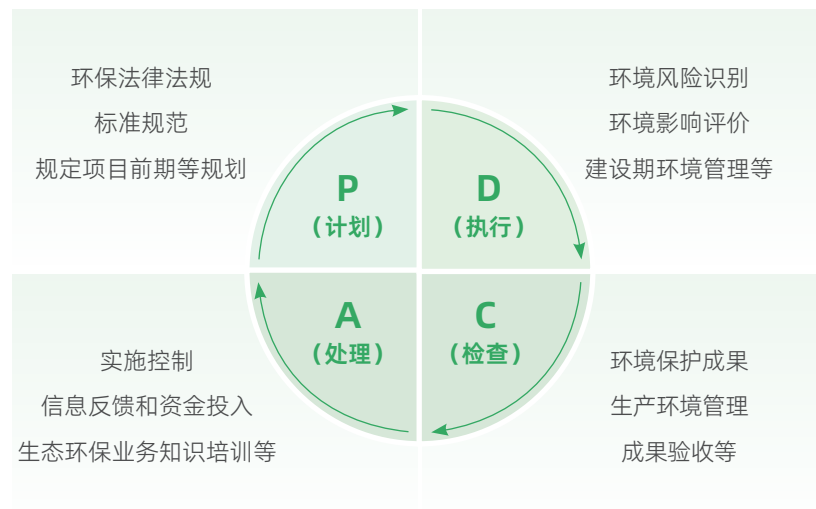 环保法律法规
标准规范
规定项目前期等规划
P
（计划）
环境风险识别
环境影响评价
建设期环境管理等
D
（执行）
A
（处理）
实施控制
信息反馈和资金投入
生态环保业务知识培训等
C
（检查）
环境保护成果
生产环境管理
成果验收等